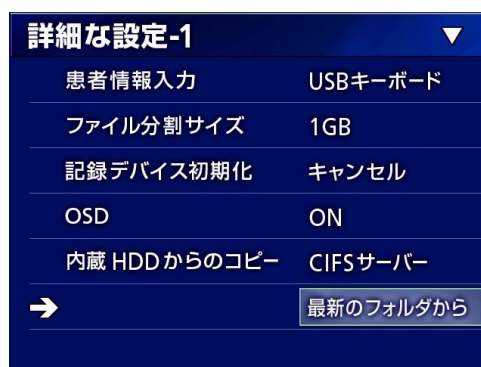 詳細な設定-1 ▼
患者情報入力 USBキーボード
ファイル分割サイズ 1GB
記録デバイス初期化 キャンセル
OSD ON
内蔵 HDDからのコピー CIFSサーバー
➔ 最新のフォルダから